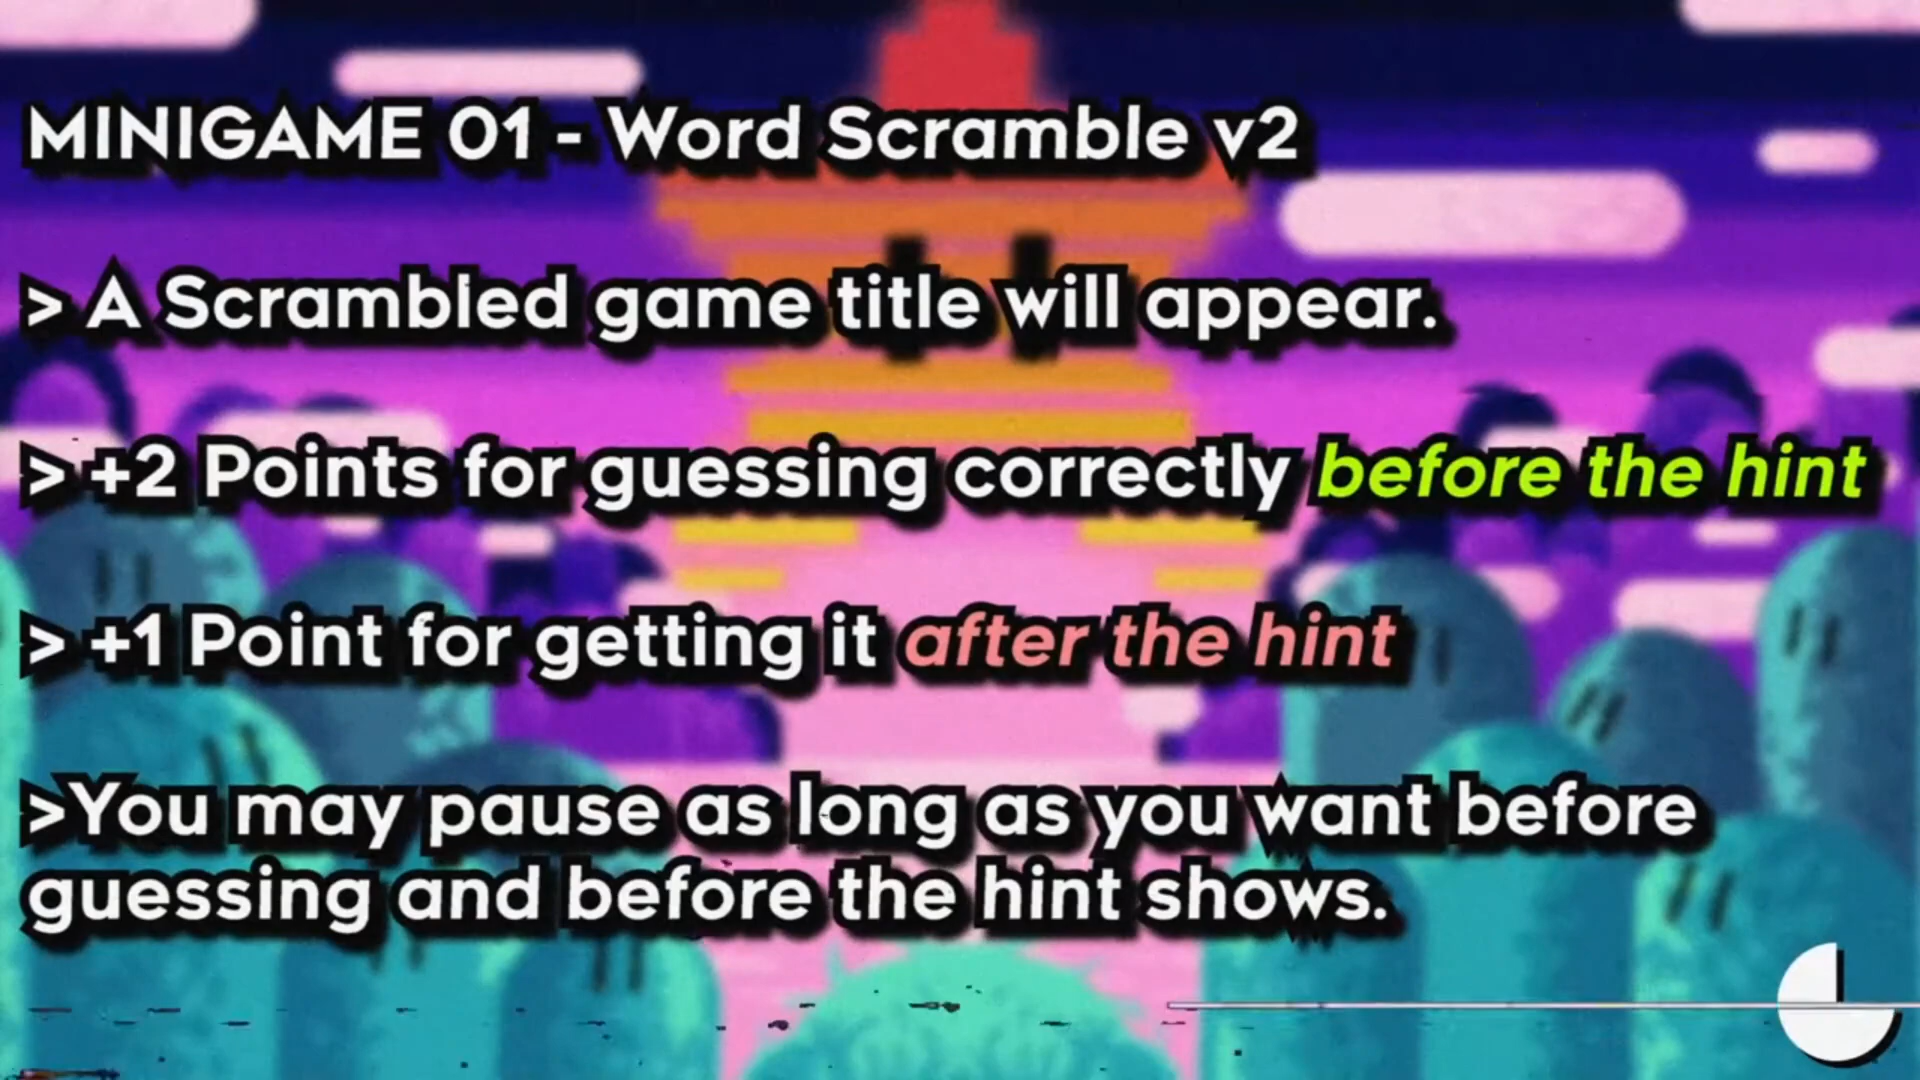 MINIGAME 01 - Word Scramble v2
> A Scrambled game title will appear.
> +2 Points for guessing correctly before the hint
> +1 Point for getting it after the hint
>You may pause as long as you want before
guessing and before the hint shows.